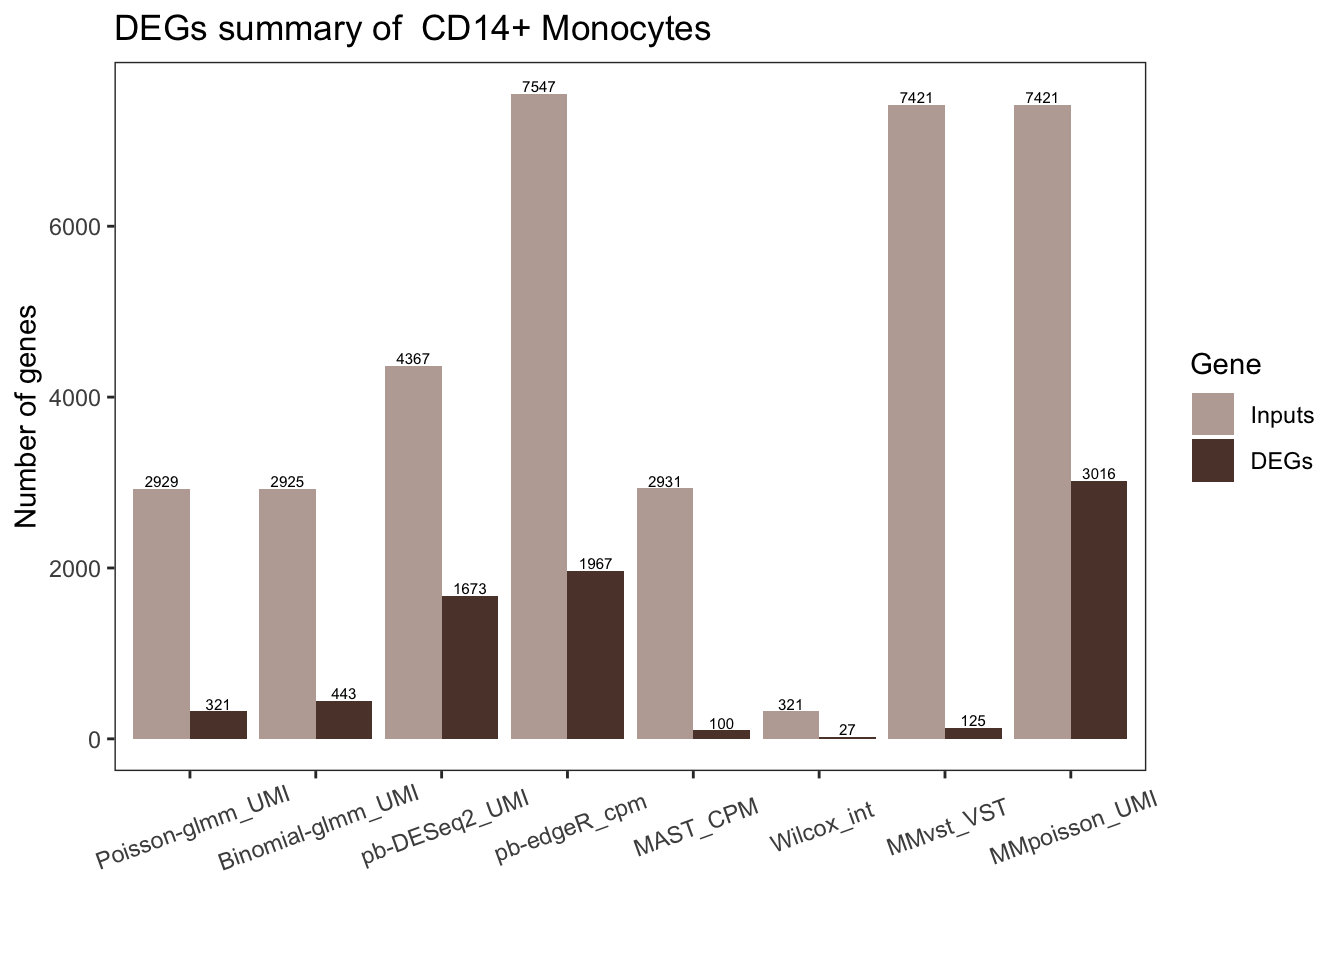 DEGs summary of  CD14+ Monocytes
Number of genes
6000
4000
2000
0
2929
321
2925
443
4367
1673
7547
1967
2931
100
321
27
7421
125
7421
3016
Poisson-glmm_UMI
Binomial-glmm_UMI
pb-DESeq2_UMI
pb-edgeR_cpm
MAST_CPM
Wilcox_int
MMvst_VST
MMpoisson_UMI
Gene
Inputs
DEGs